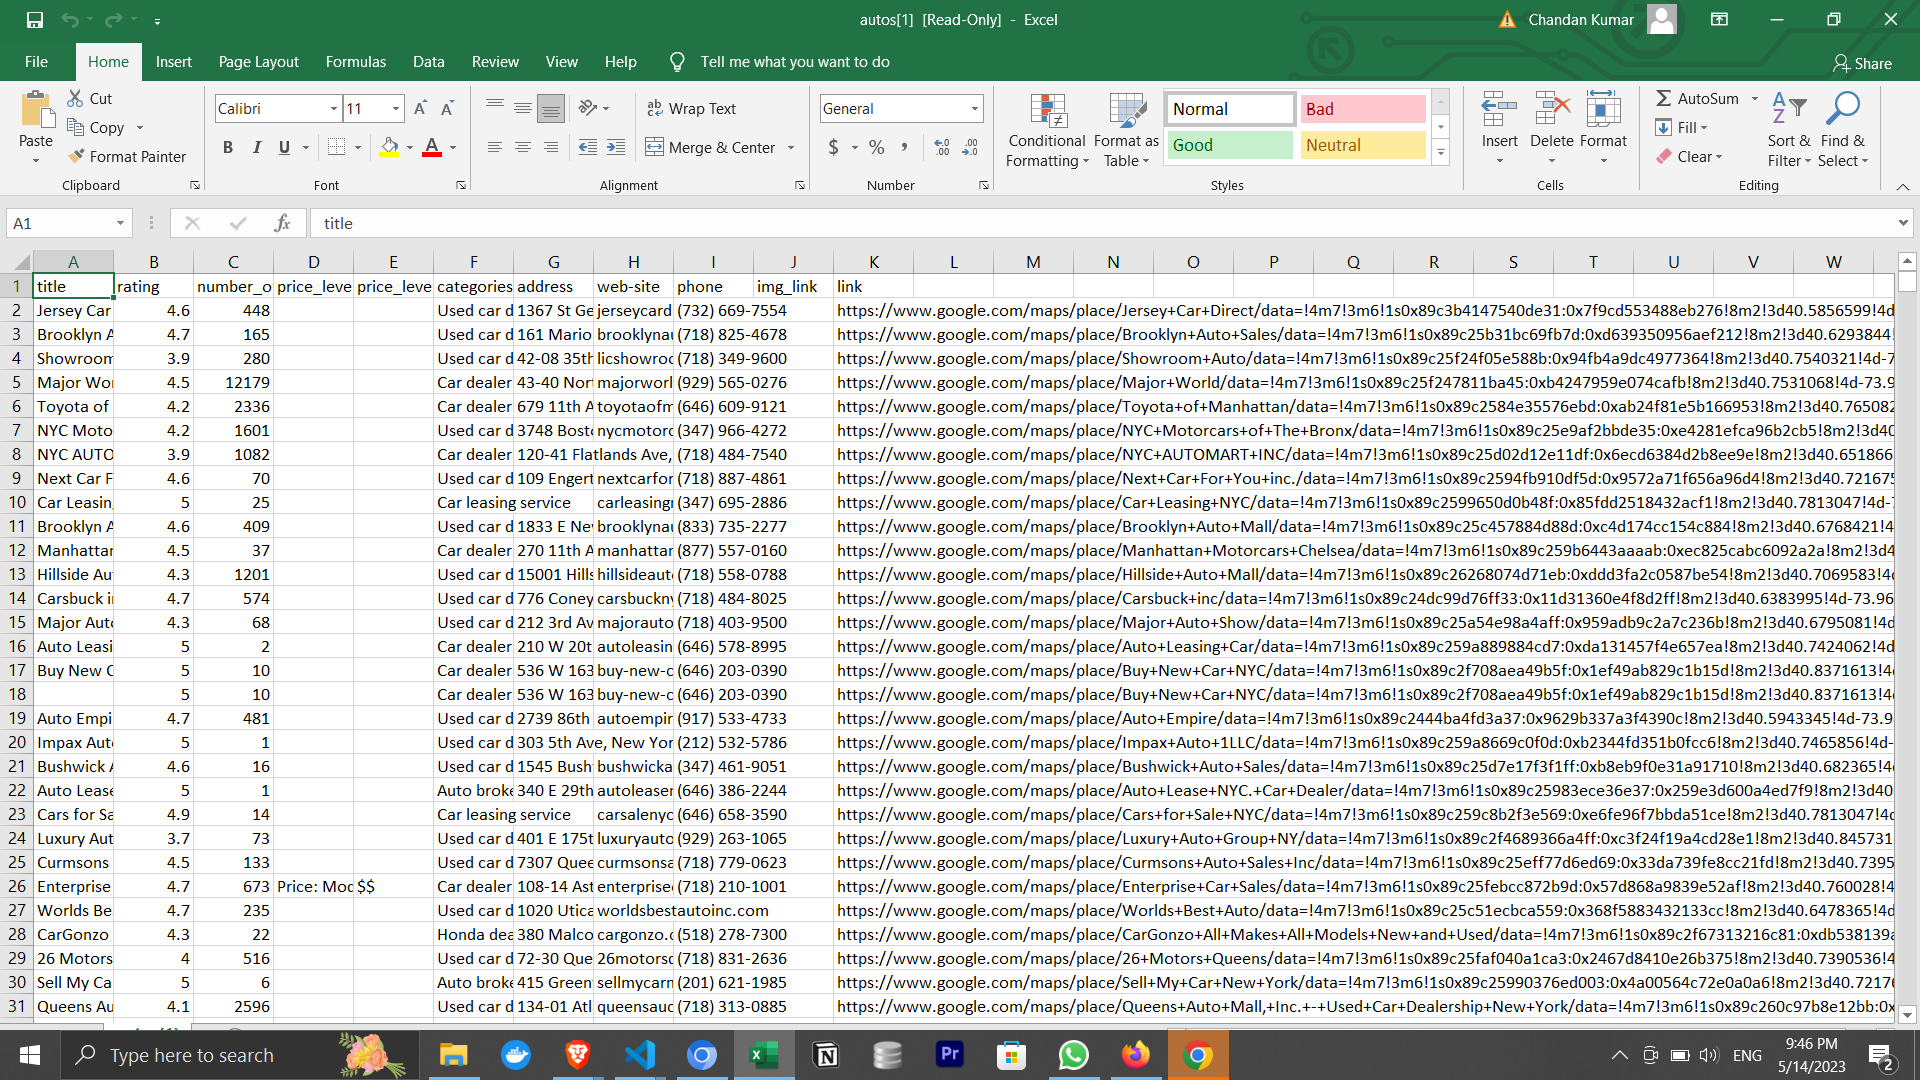 autos[1] [Read-Only] - Excel
Chandan Kumar
File Home Insert Page Layout Formulas Data Review View Help Tell me what you want to do Share
Paste Cut Copy Format Painter Clipboard
Calibri 11 B I U A Font
Wrap Text Merge & Center Alignment
General $ % , Number
Conditional Formatting Format as Table Normal Bad Good Neutral Styles
Insert Delete Format Cells
AutoSum Fill Clear Sort & Filter Find & Select Editing
A1 fx title
A B C D E F G H I J K L M N O P Q R S T U V W
1 title rating number_o price_leve price_leve categories address web-site phone img_link link
2 Jersey Car 4.6 448 Used car d 1367 St Ge jerseycard (732) 669-7554 https://www.google.com/maps/place/Jersey+Car+Direct/data=!4m7!3m6!1s0x89c3b4147540de31:0x7f9cd553488eb276!8m2!3d40.5856599!4d
3 Brooklyn A 4.7 165 Used car d 161 Mario brooklynau (718) 825-4678 https://www.google.com/maps/place/Brooklyn+Auto+Sales/data=!4m7!3m6!1s0x89c25b31bc69fb7d:0xd639350956aef212!8m2!3d40.6293844!
4 Showroom 3.9 280 Used car d 42-08 35th licshowroo (718) 349-9600 https://www.google.com/maps/place/Showroom+Auto/data=!4m7!3m6!1s0x89c25f24f05e588b:0x94fb4a9dc4977364!8m2!3d40.7540321!4d-7
5 Major Wor 4.5 12179 Car dealer 43-40 Nort majorworl (929) 565-0276 https://www.google.com/maps/place/Major+World/data=!4m7!3m6!1s0x89c25f247811ba45:0xb4247959e074cafb!8m2!3d40.7531068!4d-73.9
6 Toyota of 4.2 2336 Car dealer 679 11th A toyotaofm (646) 609-9121 https://www.google.com/maps/place/Toyota+of+Manhattan/data=!4m7!3m6!1s0x89c2584e35576ebd:0xab24f81e5b166953!8m2!3d40.765082
7 NYC Moto 4.2 1601 Used car d 3748 Bosto nycmotorc (347) 966-4272 https://www.google.com/maps/place/NYC+Motorcars+of+The+Bronx/data=!4m7!3m6!1s0x89c25e9af2bbde35:0xe4281efca96b2cb5!8m2!3d40
8 NYC AUTO 3.9 1082 Car dealer 120-41 Flatlands Ave, (718) 484-7540 https://www.google.com/maps/place/NYC+AUTOMART+INC/data=!4m7!3m6!1s0x89c25d02d12e11df:0x6ecd6384d2b8ee9e!8m2!3d40.651866
9 Next Car F 4.6 70 Used car d 109 Engert nextcarfor (718) 887-4861 https://www.google.com/maps/place/Next+Car+For+You+inc./data=!4m7!3m6!1s0x89c2594fb910df5d:0x9572a71f656a96d4!8m2!3d40.721675
10 Car Leasin 5 25 Car leasing service carleasing (347) 695-2886 https://www.google.com/maps/place/Car+Leasing+NYC/data=!4m7!3m6!1s0x89c2599650d0b48f:0x85fdd2518432acf1!8m2!3d40.7813047!4d-
11 Brooklyn A 4.6 409 Used car d 1833 E Ne brooklynau (833) 735-2277 https://www.google.com/maps/place/Brooklyn+Auto+Mall/data=!4m7!3m6!1s0x89c25c457884d88d:0xc4d174cc154c884!8m2!3d40.6768421!4
12 Manhattan 4.5 37 Car dealer 270 11th A manhattar (877) 557-0160 https://www.google.com/maps/place/Manhattan+Motorcars+Chelsea/data=!4m7!3m6!1s0x89c259b6443aaaab:0xec825cabc6092a2a!8m2!3d4
13 Hillside Au 4.3 1201 Used car d 15001 Hills hillsideaut (718) 558-0788 https://www.google.com/maps/place/Hillside+Auto+Mall/data=!4m7!3m6!1s0x89c26268074d71eb:0xddd3fa2c0587be54!8m2!3d40.7069583!4
14 Carsbuck i 4.7 574 Used car d 776 Coney carsbuckny (718) 484-8025 https://www.google.com/maps/place/Carsbuck+inc/data=!4m7!3m6!1s0x89c24dc99d76ff33:0x11d31360e4f8d2ff!8m2!3d40.6383995!4d-73.96
15 Major Auto 4.3 68 Used car d 212 3rd Av majorauto (718) 403-9500 https://www.google.com/maps/place/Major+Auto+Show/data=!4m7!3m6!1s0x89c25a54e98a4aff:0x959adb9c2a7c236b!8m2!3d40.6795081!4d
16 Auto Leasi 5 2 Car dealer 210 W 20t autoleasin (646) 578-8995 https://www.google.com/maps/place/Auto+Leasing+Car/data=!4m7!3m6!1s0x89c259a889884cd7:0xda131457f4e657ea!8m2!3d40.7424062!4d
17 Buy New C 5 10 Car dealer 536 W 163 buy-new-c (646) 203-0390 https://www.google.com/maps/place/Buy+New+Car+NYC/data=!4m7!3m6!1s0x89c2f708aea49b5f:0x1ef49ab829c1b15d!8m2!3d40.8371613!4
18 5 10 Car dealer 536 W 163 buy-new-c (646) 203-0390 https://www.google.com/maps/place/Buy+New+Car+NYC/data=!4m7!3m6!1s0x89c2f708aea49b5f:0x1ef49ab829c1b15d!8m2!3d40.8371613!4
19 Auto Empi 4.7 481 Used car d 2739 86th autoempir (917) 533-4733 https://www.google.com/maps/place/Auto+Empire/data=!4m7!3m6!1s0x89c2444ba4fd3a37:0x9629b337a3f4390c!8m2!3d40.5943345!4d-73.9
20 Impax Aut 5 1 Used car d 303 5th Ave, New Yor (212) 532-5786 https://www.google.com/maps/place/Impax+Auto+1LLC/data=!4m7!3m6!1s0x89c259a8669c0f0d:0xb2344fd351b0fcc6!8m2!3d40.7465856!4d-
21 Bushwick A 4.6 16 Used car d 1545 Bush bushwicka (347) 461-9051 https://www.google.com/maps/place/Bushwick+Auto+Sales/data=!4m7!3m6!1s0x89c25d7e17f3f1ff:0xb8eb9f0e31a91710!8m2!3d40.682365!4
22 Auto Lease 5 1 Auto broke 340 E 29th autoleaser (646) 386-2244 https://www.google.com/maps/place/Auto+Lease+NYC.+Car+Dealer/data=!4m7!3m6!1s0x89c25983ece36e37:0x259e3d600a4ed7f9!8m2!3d40
23 Cars for Sa 4.9 14 Car leasing service carsalenyc (646) 658-3590 https://www.google.com/maps/place/Cars+for+Sale+NYC/data=!4m7!3m6!1s0x89c259c8b2f3e569:0xe6fe96f7bbda51ce!8m2!3d40.7813047!4d
24 Luxury Aut 3.7 73 Used car d 401 E 175t luxuryauto (929) 263-1065 https://www.google.com/maps/place/Luxury+Auto+Group+NY/data=!4m7!3m6!1s0x89c2f4689366a4ff:0xc3f24f19a4cd28e1!8m2!3d40.845731
25 Curmsons 4.5 133 Used car d 7307 Quee curmsonsa (718) 779-0623 https://www.google.com/maps/place/Curmsons+Auto+Sales+Inc/data=!4m7!3m6!1s0x89c25eff77d6ed69:0x33da739fe8cc21fd!8m2!3d40.7395
26 Enterprise 4.7 673 Price: Moc $$ Car dealer 108-14 Ast enterprise (718) 210-1001 https://www.google.com/maps/place/Enterprise+Car+Sales/data=!4m7!3m6!1s0x89c25febcc872b9d:0x57d868a9839e52af!8m2!3d40.760028!4
27 Worlds Be 4.7 235 Used car d 1020 Utica worldsbestautoinc.com https://www.google.com/maps/place/Worlds+Best+Auto/data=!4m7!3m6!1s0x89c25c51ecbca559:0x368f5883432133cc!8m2!3d40.6478365!4d
28 CarGonzo 4.3 22 Honda dea 380 Malco cargonzo.c (518) 278-7300 https://www.google.com/maps/place/CarGonzo+All+Makes+All+Models+New+and+Used/data=!4m7!3m6!1s0x89c2f67313216c81:0xdb538139a
29 26 Motors 4 516 Used car d 72-30 Que 26motorsq (718) 831-2636 https://www.google.com/maps/place/26+Motors+Queens/data=!4m7!3m6!1s0x89c25faf040a1ca3:0x2467d8410e26b375!8m2!3d40.7390536!4
30 Sell My Ca 5 6 Auto broke 415 Green sellmycarn (201) 621-1985 https://www.google.com/maps/place/Sell+My+Car+New+York/data=!4m7!3m6!1s0x89c25990376ed003:0x4a00564c72e0a0a6!8m2!3d40.7217
31 Queens Au 4.1 2596 Used car d 134-01 Atl queensauc (718) 313-0885 https://www.google.com/maps/place/Queens+Auto+Mall,+Inc.+-+Used+Car+Dealership+New+York/data=!4m7!3m6!1s0x89c260c97b8e12bb:0x
Type here to search
ENG 9:46 PM
5/14/2023 2